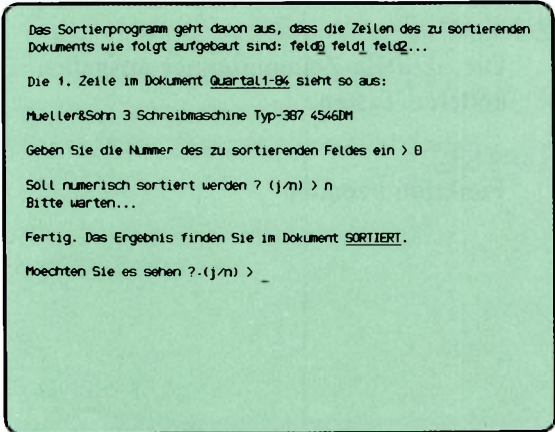 Das Sortierprogramm geht davon aus, dass die Zeilen des zu sortierenden
Dokuments wie folgt aufgebaut sind: feld0 feld1 feld2...
Die 1. Zeile im Dokument Quartal1-84 sieht so aus:
Mueller&Sohn 3 Schreibmaschine Typ-387 4546DM
Geben Sie die Nummer des zu sortierenden Feldes ein > 0
Soll numerisch sortiert werden ? (j/n) > n
Bitte warten...
Fertig. Das Ergebnis finden Sie im Dokument SORTIERT.
Moechten Sie es sehen ?.(j/n) > _